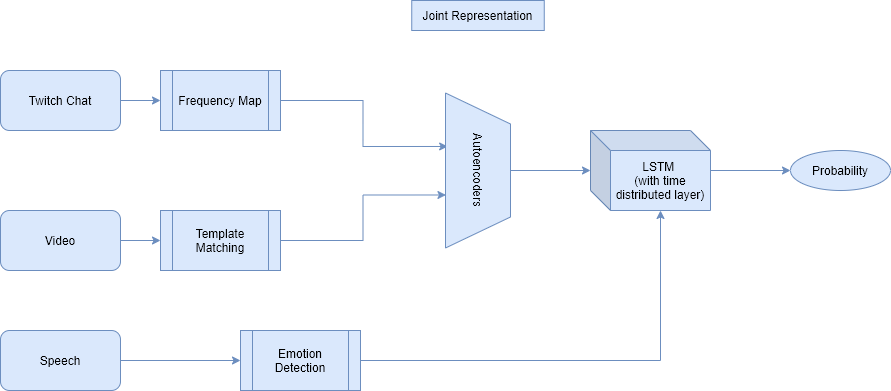 Joint Representation
Twitch Chat
Frequency Map
Autoencoders
LSTM
(with time
distributed layer)
Probability
Video
Template
Matching
Speech
Emotion
Detection